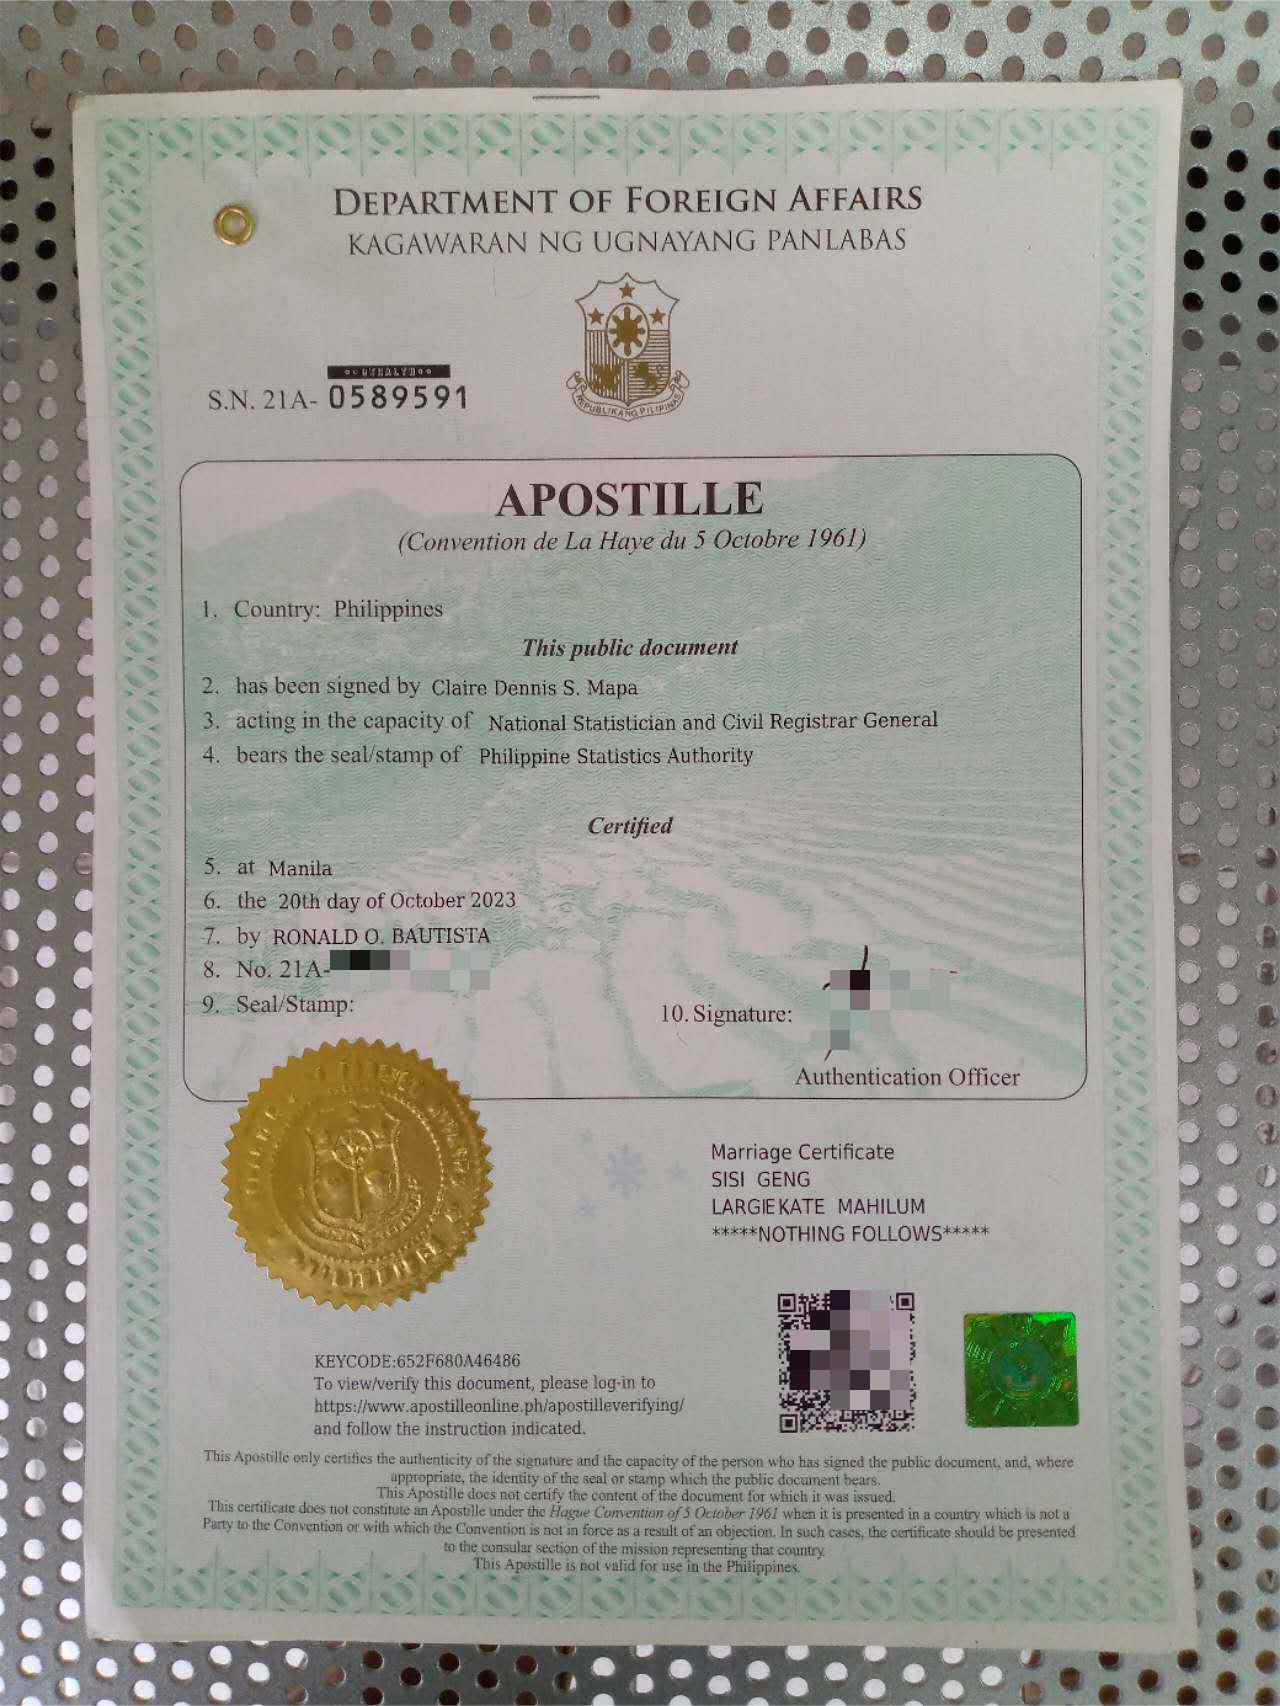 DEPARTMENT OF FOREIGN AFFAIRS
KAGAWARAN NG UGNAYANG PANLABAS
REPUBLIKA NG PILIPINAS
S.N. 21A- 0589591
APOSTILLE
(Convention de La Haye du 5 Octobre 1961)
1. Country: Philippines
This public document
2. has been signed by Claire Dennis S. Mapa
3. acting in the capacity of National Statistician and Civil Registrar General
4. bears the seal/stamp of Philippine Statistics Authority
Certified
5. at Manila
6. the 20th day of October 2023
7. by RONALD O. BAUTISTA
8. No. 21A-
9. Seal/Stamp:
10. Signature:
Authentication Officer
Marriage Certificate
SISI GENG
LARGIEKATE MAHILUM
*****NOTHING FOLLOWS*****
KEYCODE:652F680A46486
To view/verify this document, please log-in to
https://www.apostilleonline.ph/apostilleverifying/
and follow the instruction indicated.
This Apostille only certifies the authenticity of the signature and the capacity of the person who has signed the public document, and, where
appropriate, the identity of the seal or stamp which the public document bears.
This Apostille does not certify the content of the document for which it was issued.
This certificate does not constitute an Apostille under the Hague Convention of 5 October 1961 when it is presented in a country which is not a
Party to the Convention or with which the Convention is not in force as a result of an objection. In such cases, the certificate should be presented
to the consular section of the mission representing that country.
This Apostille is not valid for use in the Philippines.